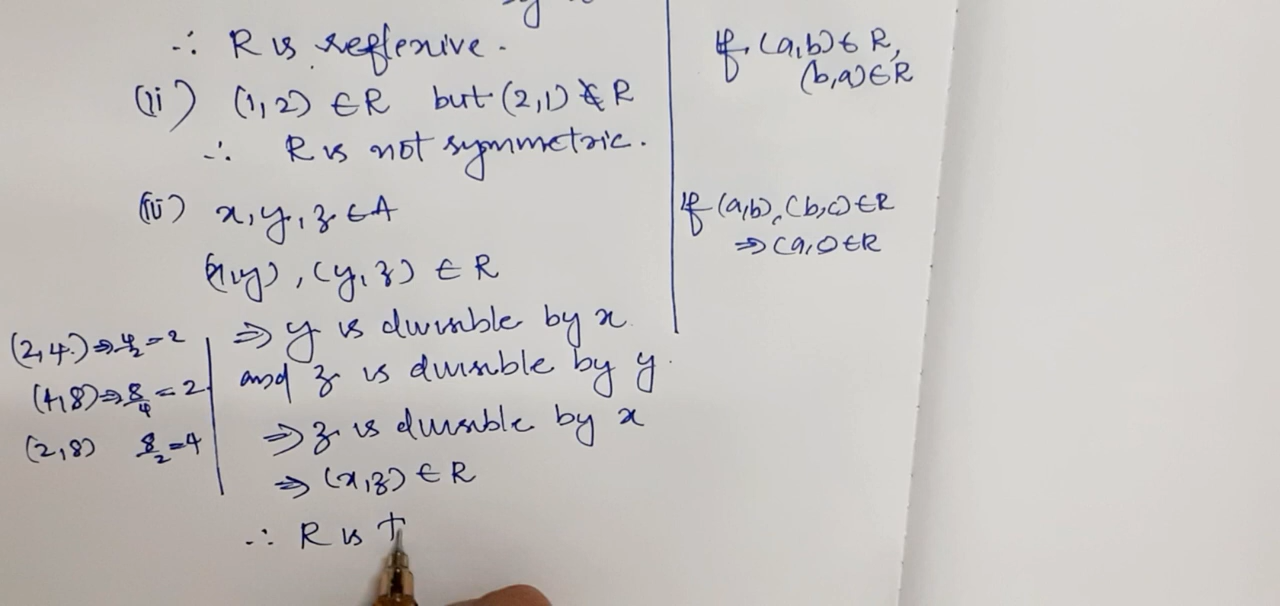 ∴ R is reflexive.
(ii) (1,2) ∈R but (2,1) ∉ R
∴ R is not symmetric.
(iii) x, y, z ∈ A
(x,y), (y,z) ∈ R
⇒ y is divisible by x.
and z is divisible by y.
⇒ z is divisible by x
⇒ (x,z) ∈ R
∴ R is t
(2,4) ⇒ 4/2 = 2
(4,8) ⇒ 8/4 = 2
(2,8) 8/2 = 4
If (a,b) ∈ R,
(b,a) ∈ R
If (a,b), (b,c) ∈ R
⇒ (a,c) ∈ R